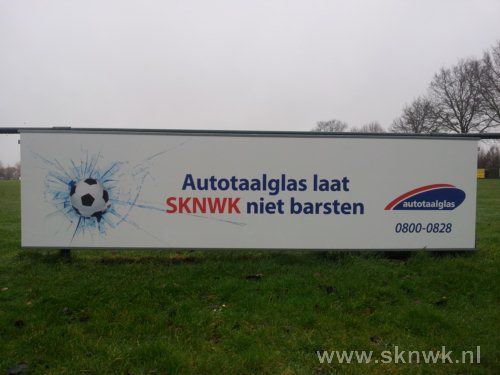 Autotaalglas laat
SKNWK niet barsten
autotaalglas
0800-0828
www.sknwk.nl